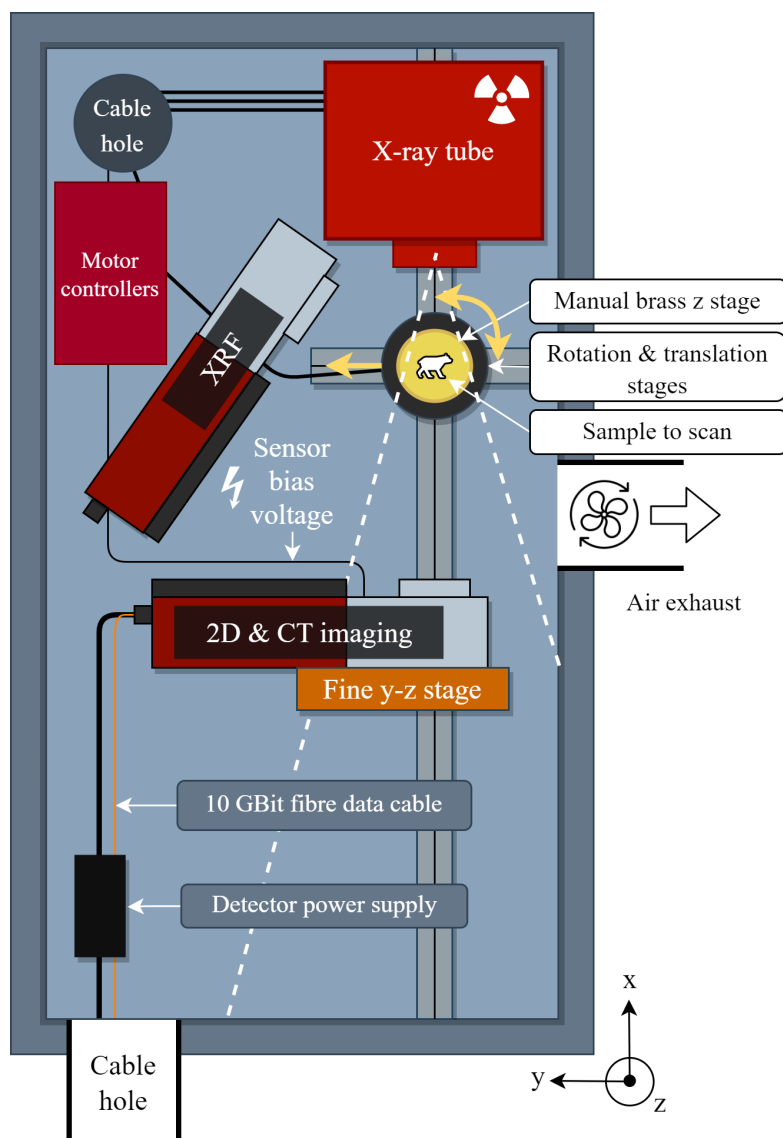 Cable
hole
X-ray tube
Motor
controllers
XRF
Manual brass z stage
Rotation & translation
stages
Sample to scan
Sensor
bias
voltage
Air exhaust
2D & CT imaging
Fine y-z stage
10 GBit fibre data cable
Detector power supply
x
y
z
Cable
hole